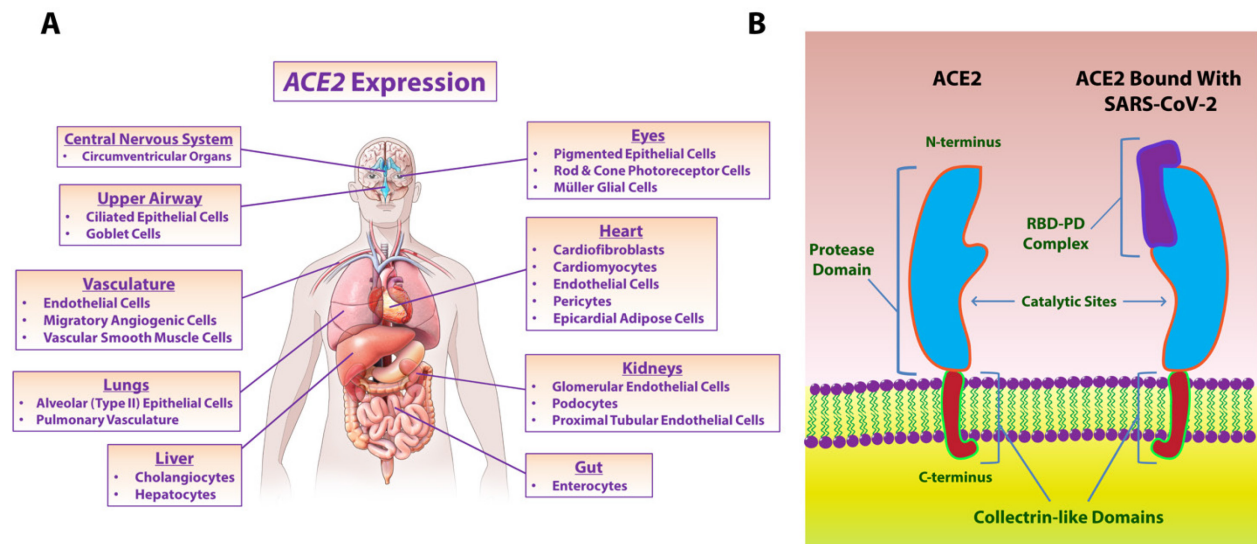 A
ACE2 Expression
Central Nervous System
• Circumventricular Organs
Upper Airway
• Ciliated Epithelial Cells
• Goblet Cells
Vasculature
• Endothelial Cells
• Migratory Angiogenic Cells
• Vascular Smooth Muscle Cells
Lungs
• Alveolar (Type II) Epithelial Cells
• Pulmonary Vasculature
Liver
• Cholangiocytes
• Hepatocytes
Eyes
• Pigmented Epithelial Cells
• Rod & Cone Photoreceptor Cells
• Müller Glial Cells
Heart
• Cardiofibroblasts
• Cardiomyocytes
• Endothelial Cells
• Pericytes
• Epicardial Adipose Cells
Kidneys
• Glomerular Endothelial Cells
• Podocytes
• Proximal Tubular Endothelial Cells
Gut
• Enterocytes
B
ACE2
ACE2 Bound With
SARS-CoV-2
N-terminus
Protease
Domain
RBD-PD
Complex
Catalytic Sites
C-terminus
Collectrin-like Domains